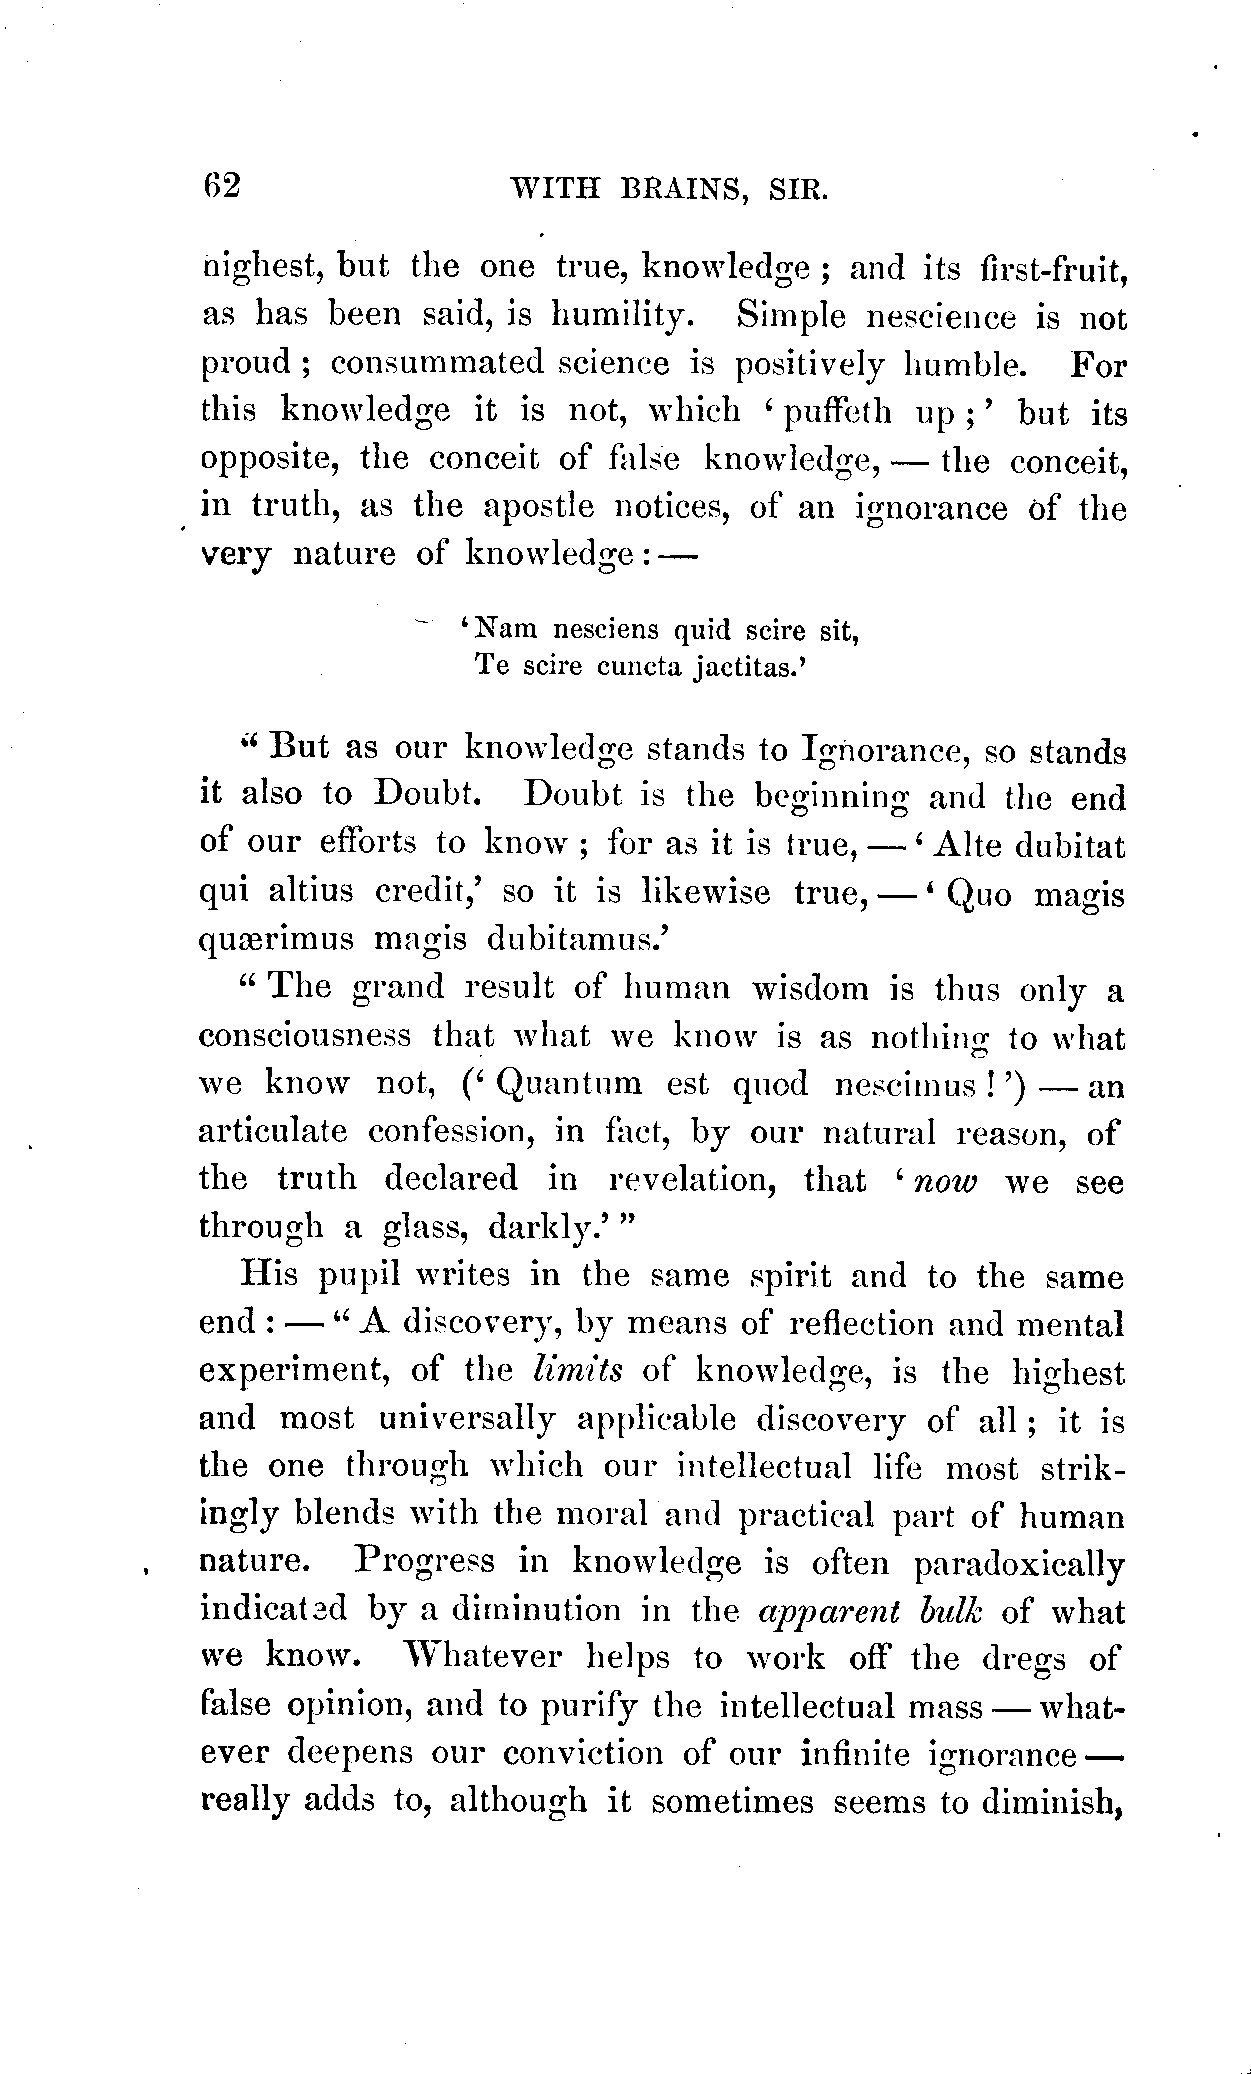 62 WITH BRAINS, SIR.
highest, but the one true, knowledge ; and its first-fruit,
as has been said, is humility. Simple nescience is not
proud ; consummated science is positively humble. For
this knowledge it is not, which ‘ puffeth up ; ’ but its
opposite, the conceit of false knowledge, — the conceit,
in truth, as the apostle notices, of an ignorance of the
very nature of knowledge : —
‘ Nam nesciens quid scire sit,
Te scire cuncta jactitas.’
“ But as our knowledge stands to Ignorance, so stands
it also to Doubt. Doubt is the beginning and the end
of our efforts to know ; for as it is true, — ‘ Alte dubitat
qui altius credit,’ so it is likewise true, — ‘ Quo magis
quærimus magis dubitamus.’
“ The grand result of human wisdom is thus only a
consciousness that what we know is as nothing to what
we know not, (‘ Quantum est quod nescimus ! ’) — an
articulate confession, in fact, by our natural reason, of
the truth declared in revelation, that ‘ now we see
through a glass, darkly.’ ”
His pupil writes in the same spirit and to the same
end : — “ A discovery, by means of reflection and mental
experiment, of the limits of knowledge, is the highest
and most universally applicable discovery of all ; it is
the one through which our intellectual life most strik-
ingly blends with the moral and practical part of human
nature. Progress in knowledge is often paradoxically
indicated by a diminution in the apparent bulk of what
we know. Whatever helps to work off the dregs of
false opinion, and to purify the intellectual mass — what-
ever deepens our conviction of our infinite ignorance —
really adds to, although it sometimes seems to diminish,